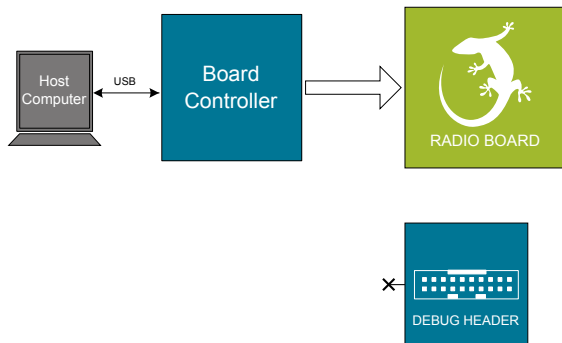 Host
Computer
USB
Board
Controller
RADIO BOARD
DEBUG HEADER